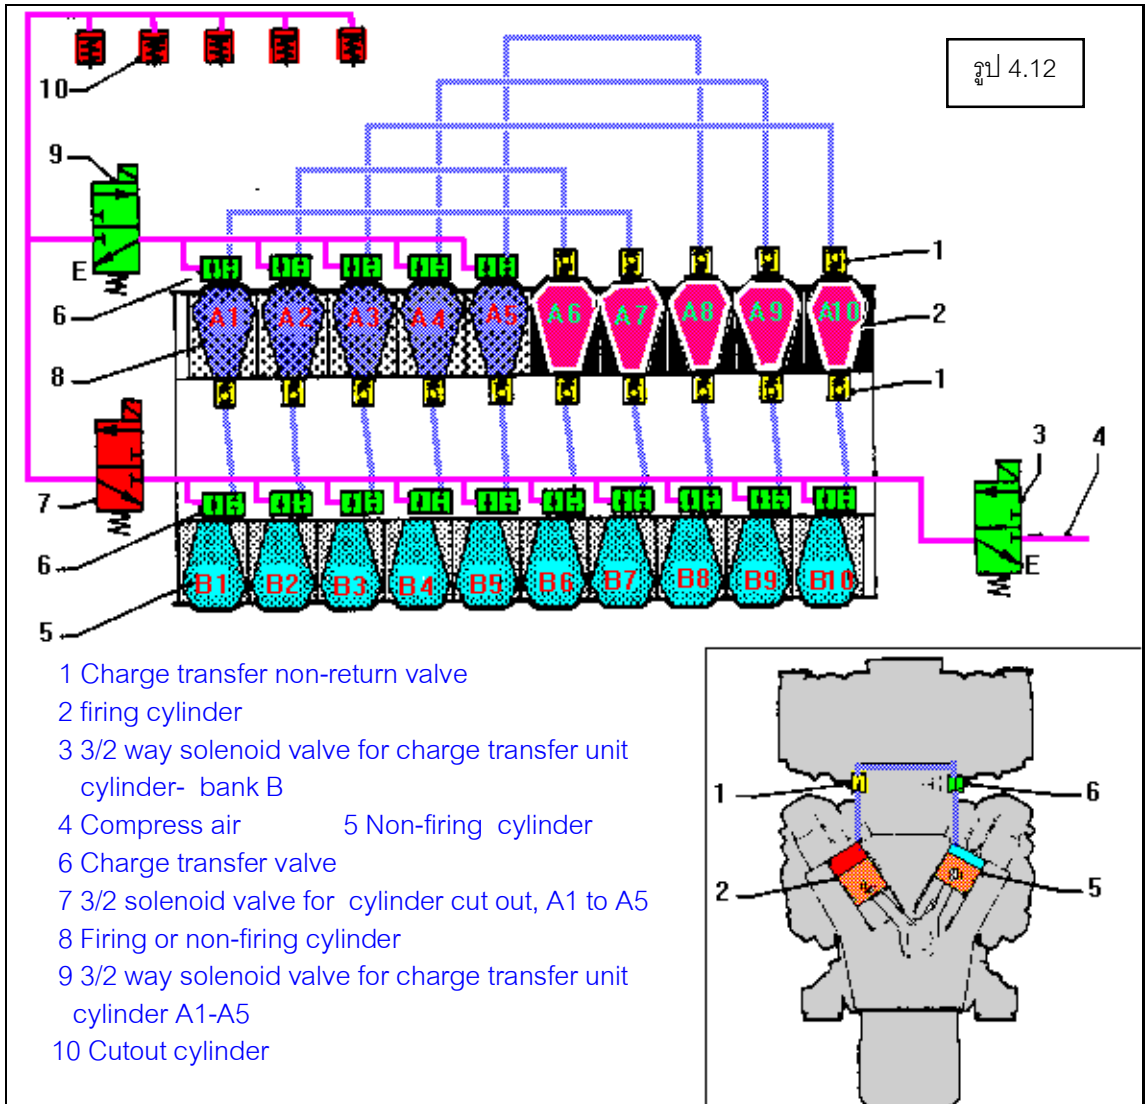 รูป 4.12
10
9
E
6
8
7
6
5
1
2
1
3
4
E
A1 A2 A3 A4 A5 A6 A7 A8 A9 A10
B1 B2 B3 B4 B5 B6 B7 B8 B9 B10
1 Charge transfer non-return valve
2 firing cylinder
3 3/2 way solenoid valve for charge transfer unit
cylinder- bank B
4 Compress air 5 Non-firing cylinder
6 Charge transfer valve
7 3/2 solenoid valve for cylinder cut out, A1 to A5
8 Firing or non-firing cylinder
9 3/2 way solenoid valve for charge transfer unit
cylinder A1-A5
10 Cutout cylinder
1
6
2
5